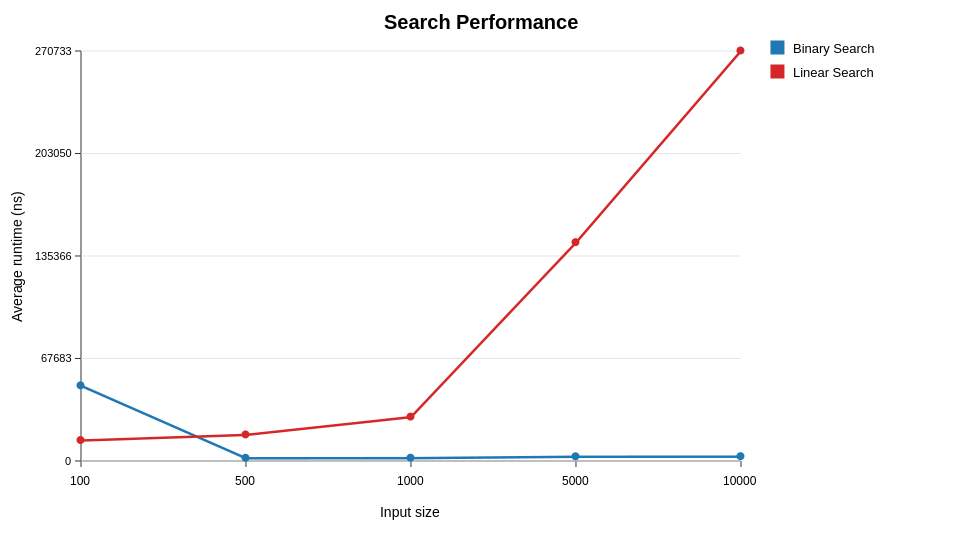 Search Performance
Binary Search
Linear Search
270733
203050
135366
67683
0
Average runtime (ns)
100 500 1000 5000 10000
Input size